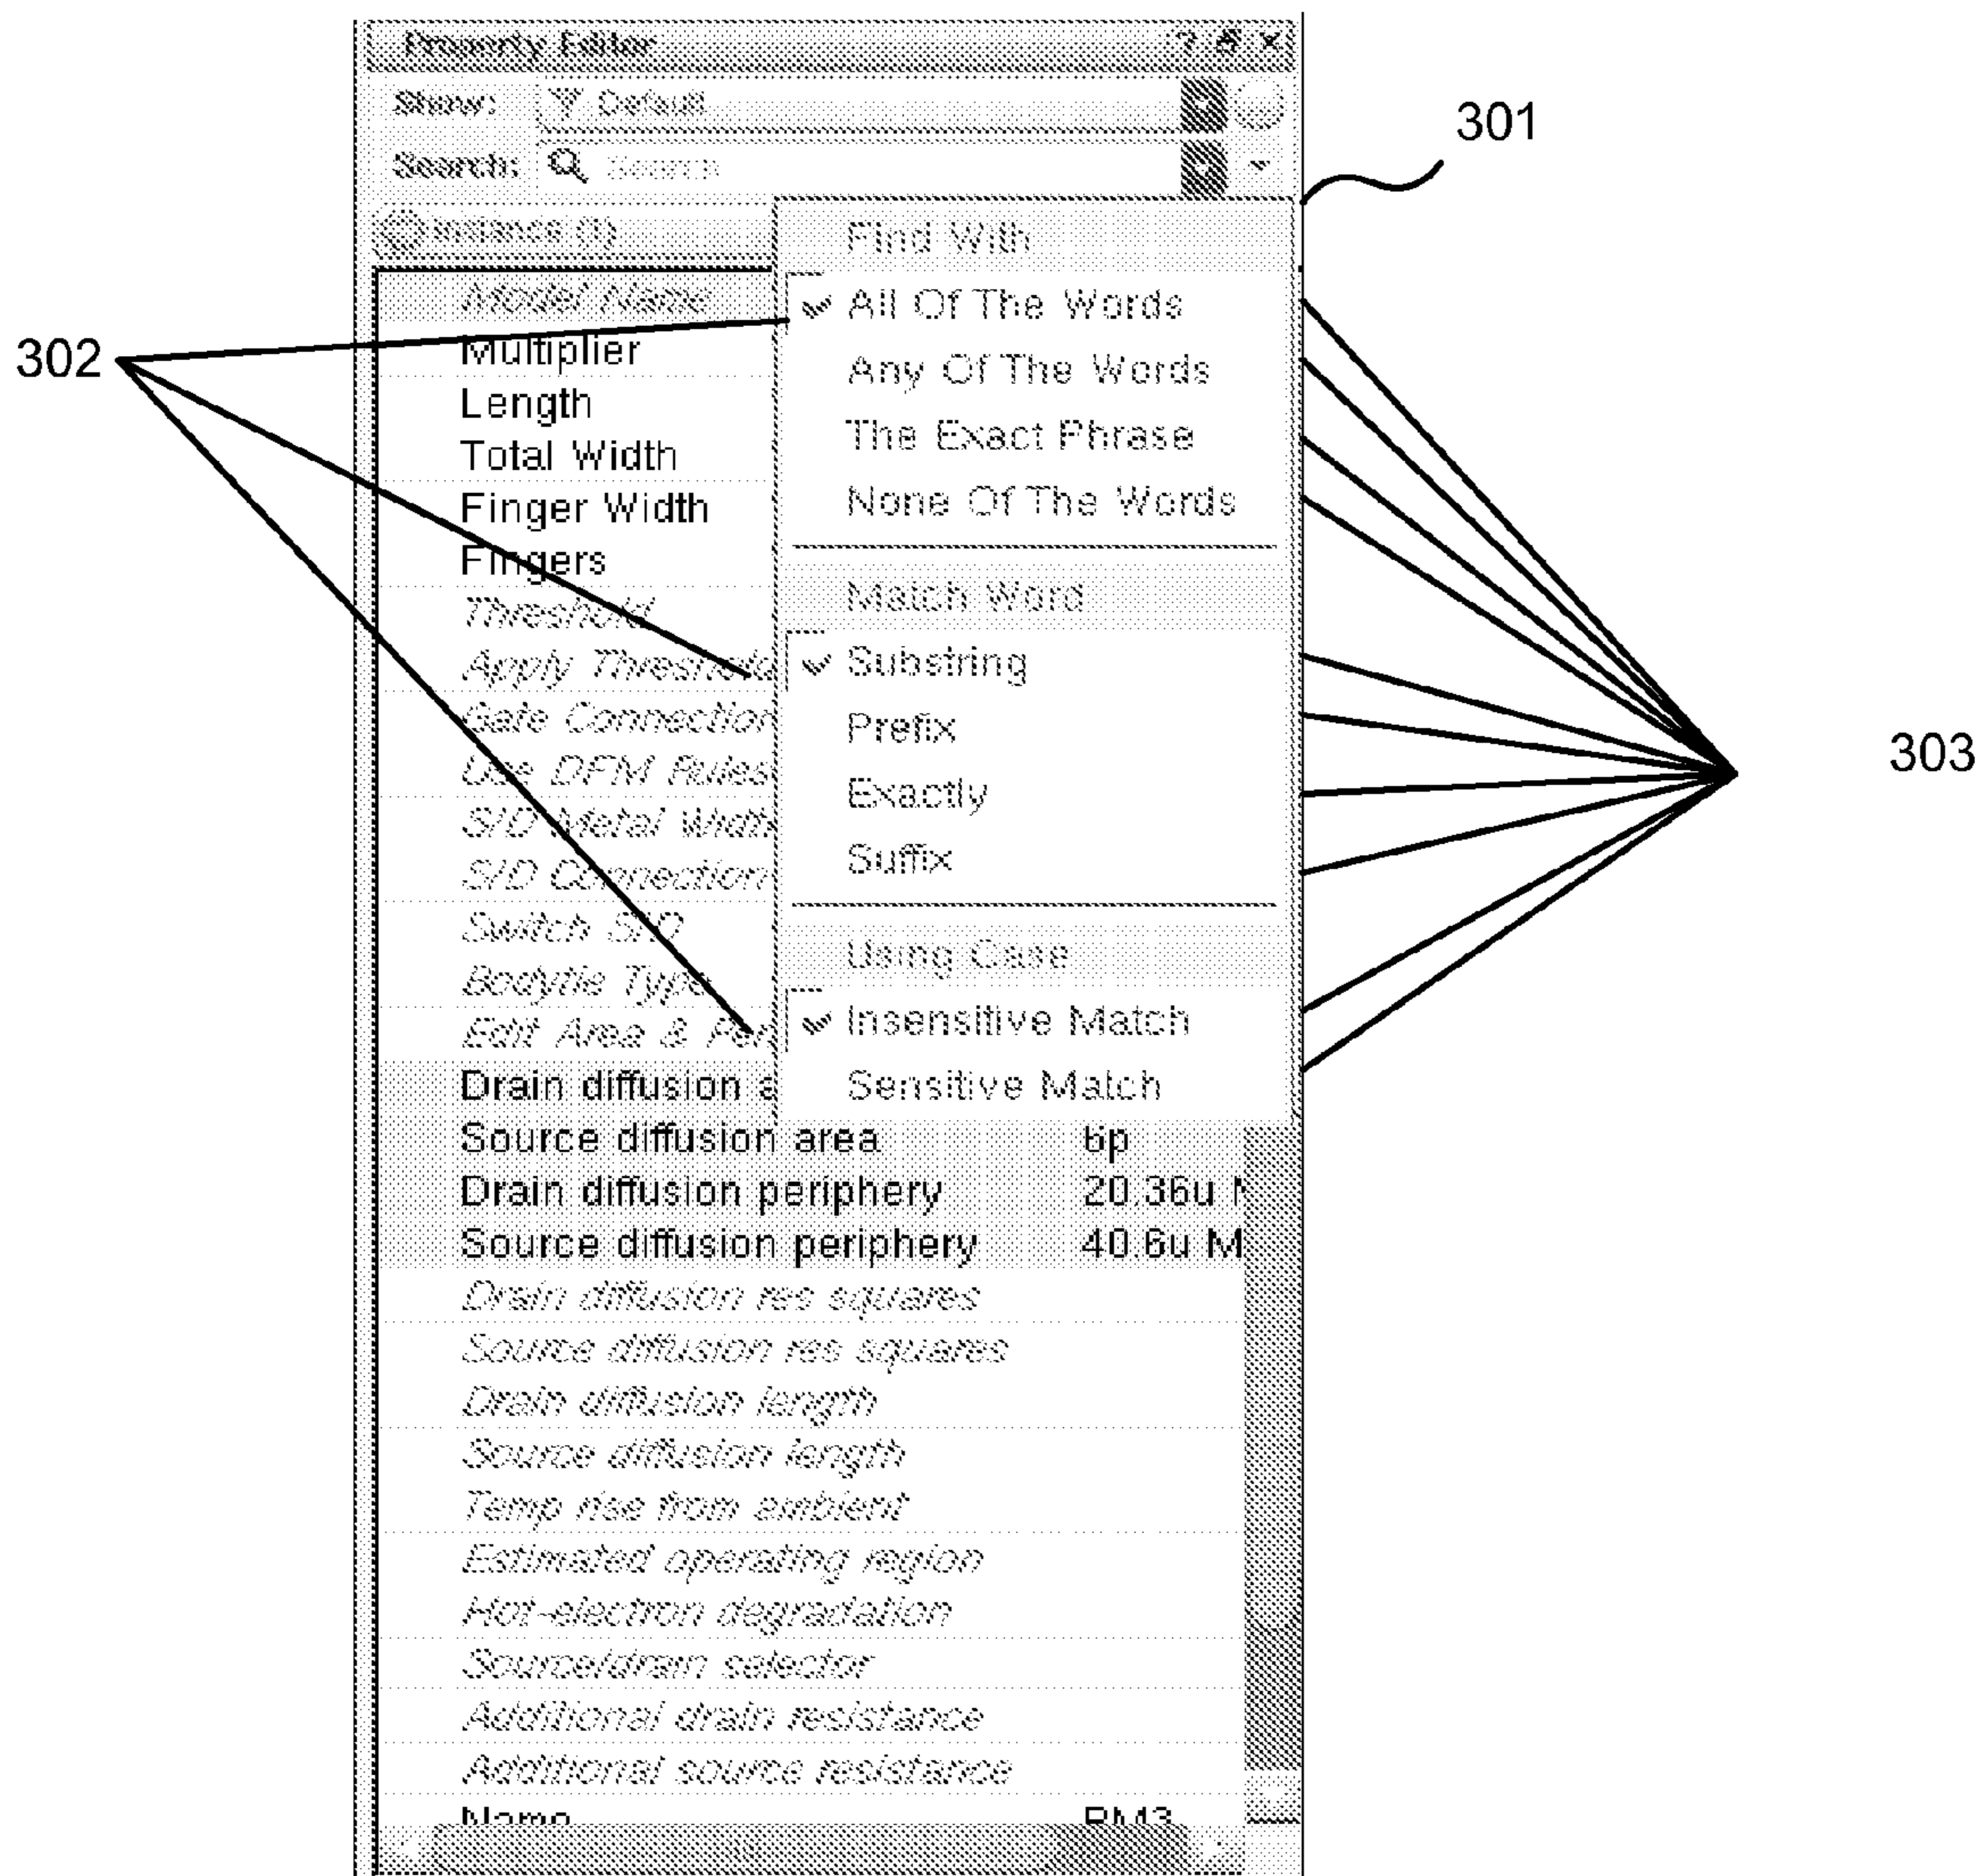 Property Editor
Show: Default
301
Search: Search
Instance (1)
Find With
Model Name
All Of The Words
302
Multiplier
Any Of The Words
Length
The Exact Phrase
Total Width
Finger Width
None Of The Words
Fingers
Threshold
Match Word
Apply Threshold
Substring
Gate Connection
Prefix
303
Use DFM Rules
Exactly
S/D Metal Width
S/D Connection
Suffix
Switch S/D
Using Case
Bodytie Type
Edit Area & Per
Insensitive Match
Drain diffusion a
Sensitive Match
Source diffusion area 6p
Drain diffusion periphery 20.36u M
Source diffusion periphery 40.6u M
Drain diffusion res squares
Source diffusion res squares
Drain diffusion length
Source diffusion length
Temp rise from ambient
Estimated operating region
Hot-electron degradation
Source/drain selector
Additional drain resistance
Additional source resistance
Name PM3